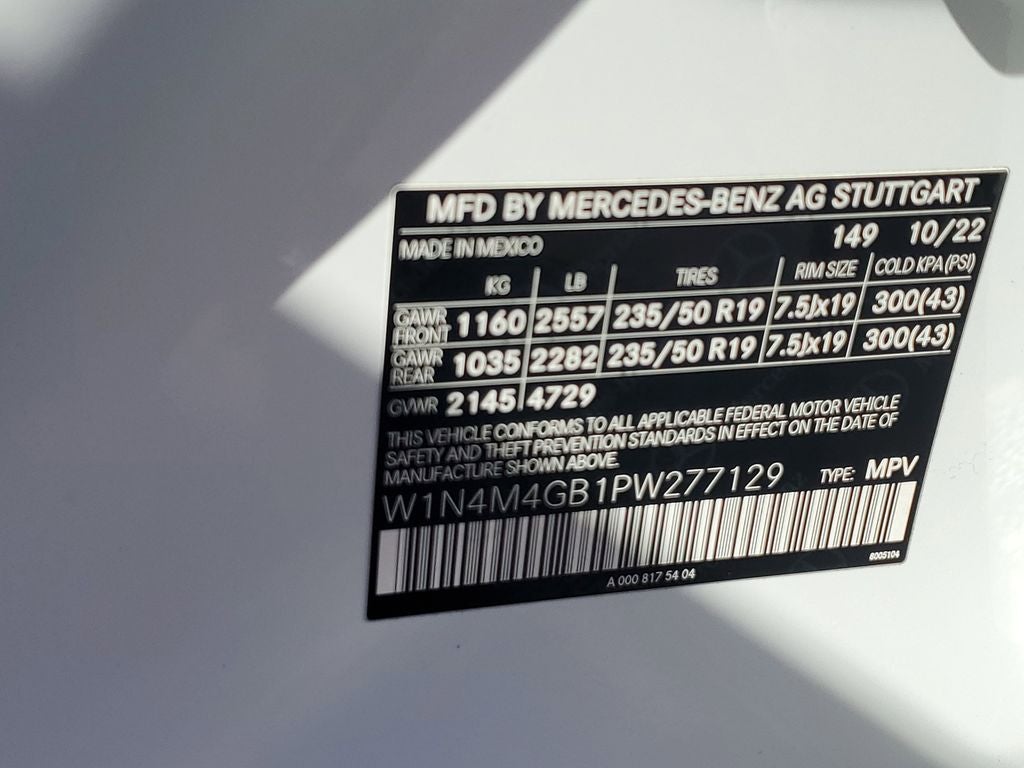 MFD BY MERCEDES-BENZ AG STUTTGART
MADE IN MEXICO 149 10/22
KG LB TIRES RIM SIZE COLD KPA (PSI)
GAWR FRONT 1160 2557 235/50 R19 7.5Jx19 300(43)
GAWR REAR 1035 2282 235/50 R19 7.5Jx19 300(43)
GVWR 2145 4729
THIS VEHICLE CONFORMS TO ALL APPLICABLE FEDERAL MOTOR VEHICLE
SAFETY AND THEFT PREVENTION STANDARDS IN EFFECT ON THE DATE OF
MANUFACTURE SHOWN ABOVE.
W1N4M4GB1PW277129 TYPE: MPV
8005104
A 000 817 54 04